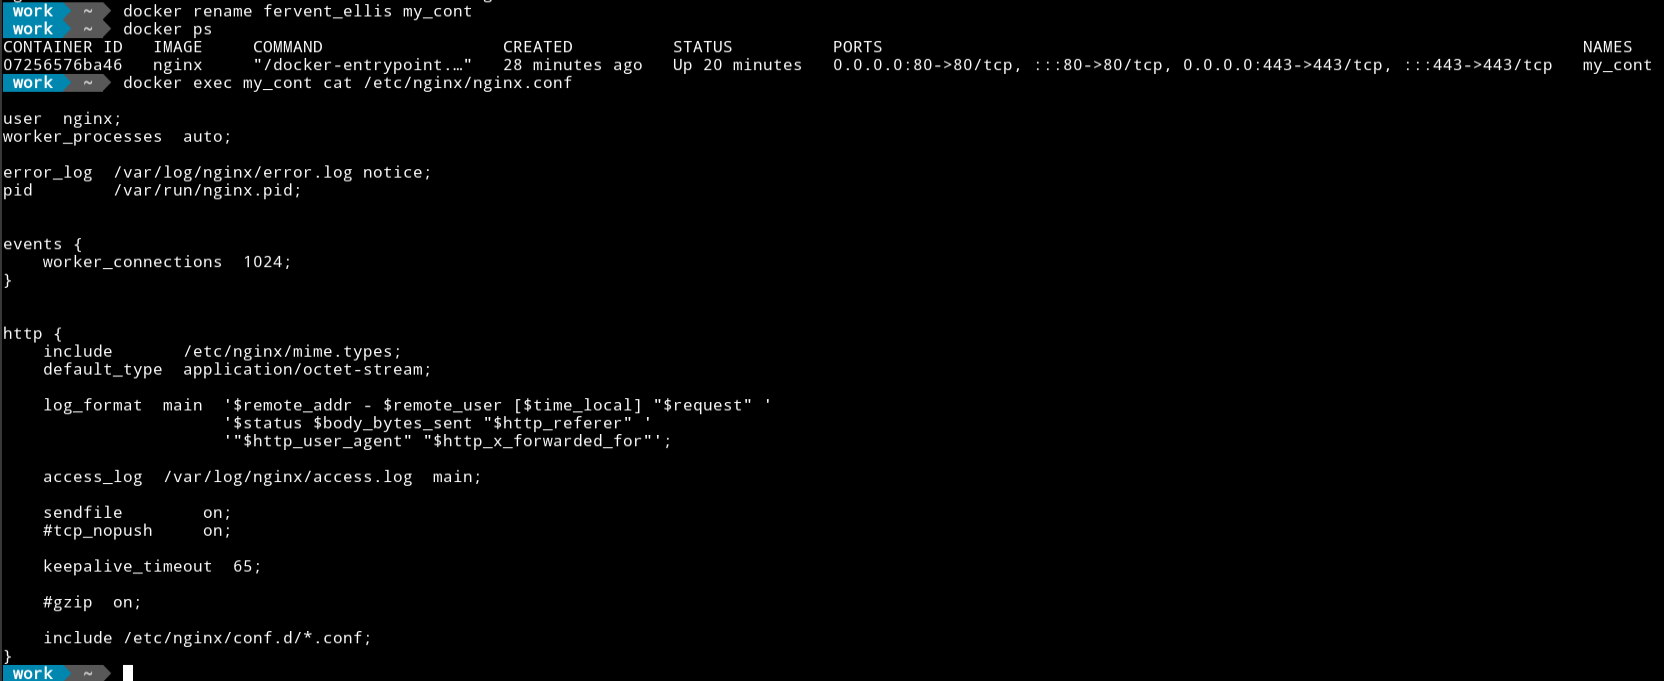 work ~ docker rename fervent_ellis my_cont
work ~ docker ps
CONTAINER ID   IMAGE     COMMAND                  CREATED          STATUS          PORTS                                                                      NAMES
07256576ba46   nginx     "/docker-entrypoint.…"   28 minutes ago   Up 20 minutes   0.0.0.0:80->80/tcp, :::80->80/tcp, 0.0.0.0:443->443/tcp, :::443->443/tcp   my_cont
work ~ docker exec my_cont cat /etc/nginx/nginx.conf

user  nginx;
worker_processes  auto;

error_log  /var/log/nginx/error.log notice;
pid        /var/run/nginx.pid;


events {
    worker_connections  1024;
}


http {
    include       /etc/nginx/mime.types;
    default_type  application/octet-stream;

    log_format  main  '$remote_addr - $remote_user [$time_local] "$request" '
                      '$status $body_bytes_sent "$http_referer" '
                      '"$http_user_agent" "$http_x_forwarded_for"';

    access_log  /var/log/nginx/access.log  main;

    sendfile        on;
    #tcp_nopush     on;

    keepalive_timeout  65;

    #gzip  on;

    include /etc/nginx/conf.d/*.conf;
}
work ~